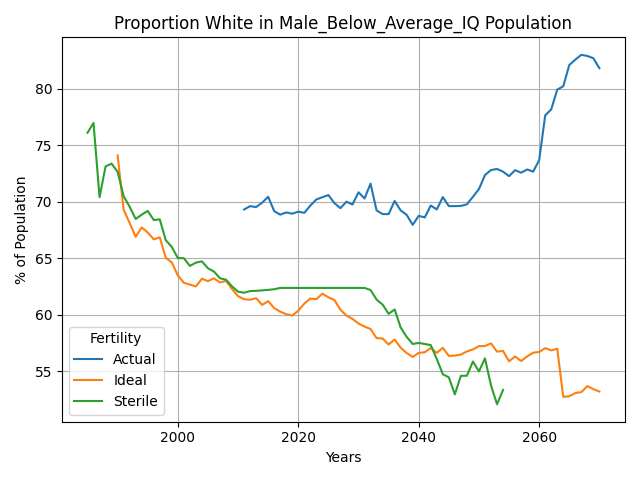 Proportion White in Male_Below_Average_IQ Population
% of Population
80
75
70
65
60
55
Fertility
Actual
Ideal
Sterile
2000
2020
2040
2060
Years